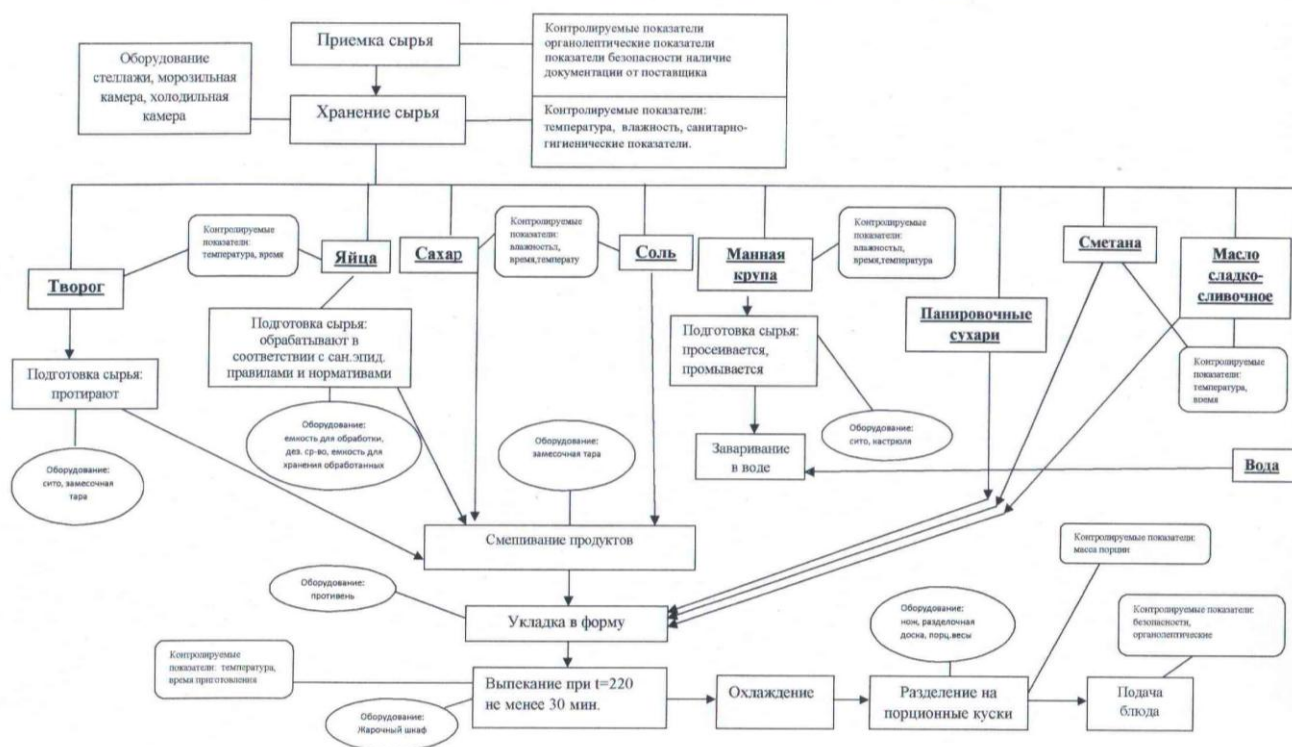 Приемка сырья
Контролируемые показатели
органолептические показатели
показатели безопасности наличие
документации от поставщика
Оборудование
стеллажи, морозильная
камера, холодильная
камера
Хранение сырья
Контролируемые показатели:
температура, влажность, санитарно-
гигиенические показатели.
Творог
Контролируемые
показатели:
температура, время
Яйца
Сахар
Контролируемые
показатели:
влажностьл,
время,температу
Соль
Манная
крупа
Контролируемые
показатели:
влажностьл,
время,температура
Панировочные
сухари
Сметана
Масло
сладко-
сливочное
Контролируемые
показатели:
температура,
время
Подготовка сырья:
протирают
Подготовка сырья:
обрабатывают в
соответствии с сан.эпид.
правилами и нормативами
Подготовка сырья:
просеивается,
промывается
Оборудование:
сито, замесочная
тара
Оборудование:
емкость для обработки,
дез. ср-во, емкость для
хранения обработанных
Оборудование:
замесочная тара
Оборудование:
сито, кастрюля
Заваривание
в воде
Вода
Смешивание продуктов
Оборудование:
противень
Укладка в форму
Контролируемые показатели:
масса порции
Оборудование:
нож, разделочная
доска, порц.весы
Контролируемые показатели:
безопасности,
органолептические
Контролируемые
показатели: температура,
время приготовления
Выпекание при t=220
не менее 30 мин.
Оборудование:
Жарочный шкаф
Охлаждение
Разделение на
порционные куски
Подача
блюда